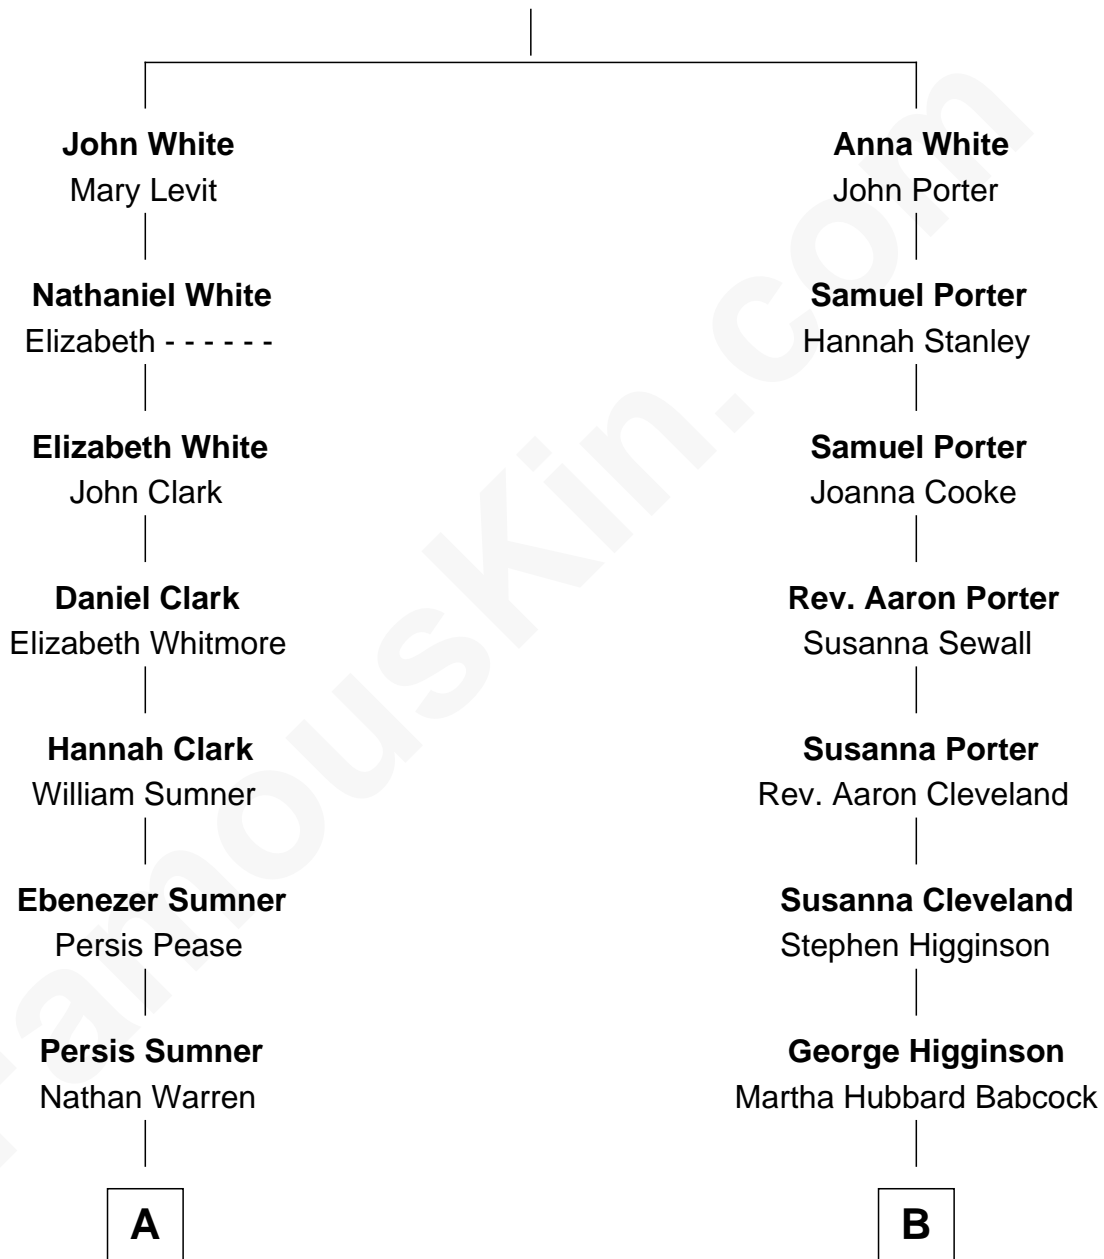 John White
Mary Levit
Nathaniel White
Elizabeth - - - - - -
Elizabeth White
John Clark
Daniel Clark
Elizabeth Whitmore
Hannah Clark
William Sumner
Ebenezer Sumner
Persis Pease
Persis Sumner
Nathan Warren
A
Anna White
John Porter
Samuel Porter
Hannah Stanley
Samuel Porter
Joanna Cooke
Rev. Aaron Porter
Susanna Sewall
Susanna Porter
Rev. Aaron Cleveland
Susanna Cleveland
Stephen Higginson
George Higginson
Martha Hubbard Babcock
B
FamousKin.com